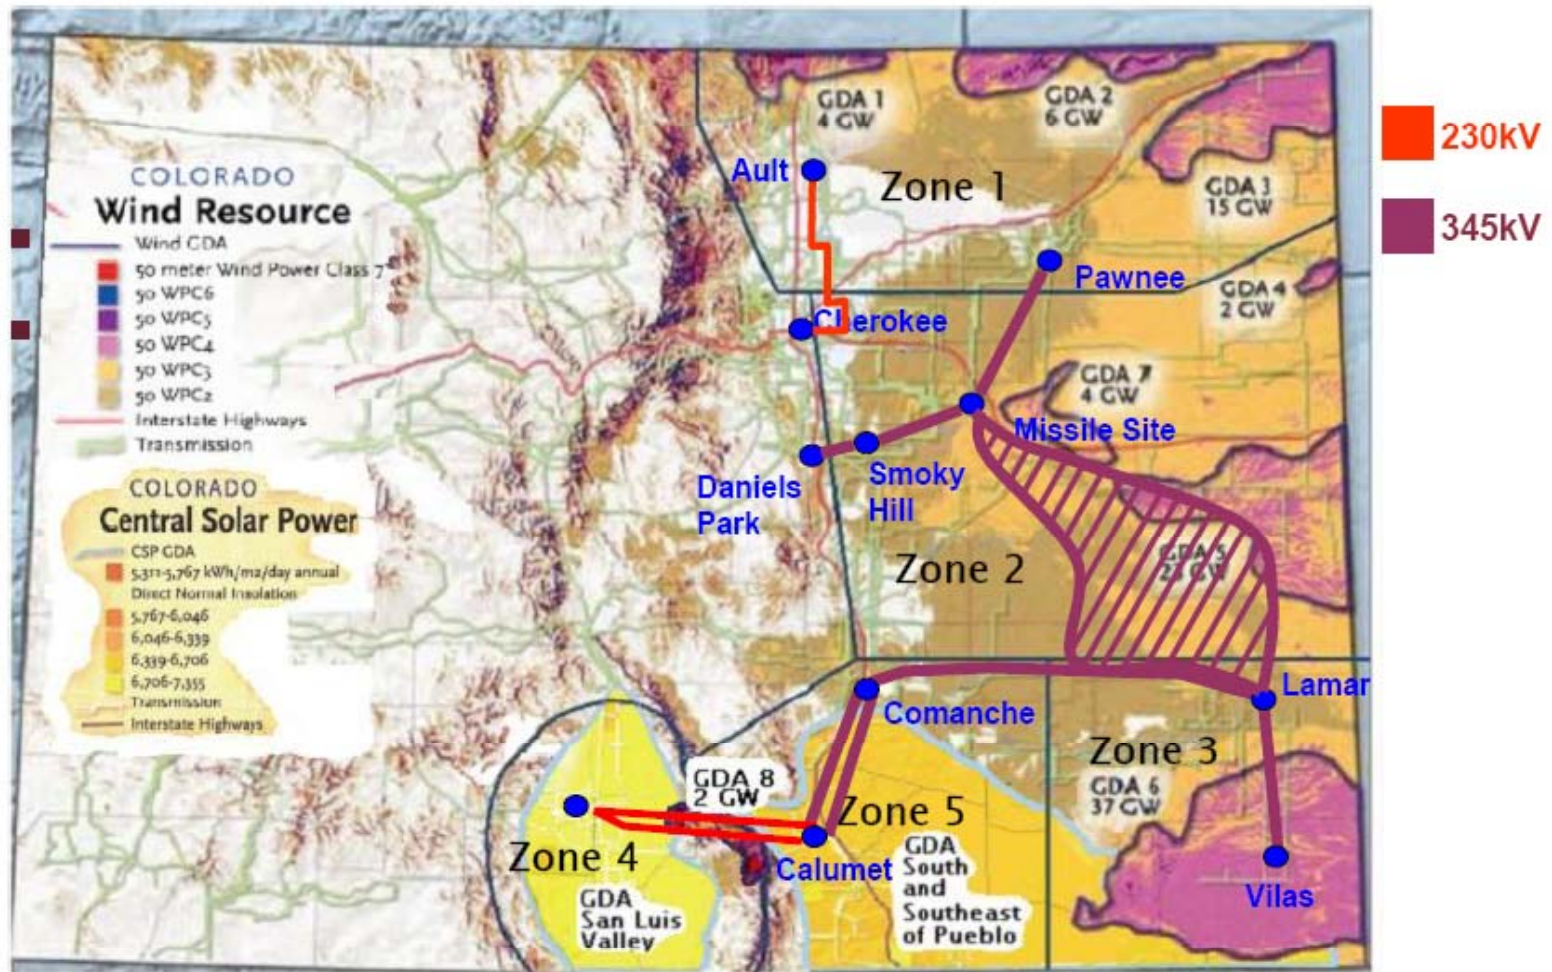 COLORADO
Wind Resource
Wind GDA
50 meter Wind Power Class 7
50 WPC6
50 WPC5
50 WPC4
50 WPC3
50 WPC2
Interstate Highways
Transmission
COLORADO
Central Solar Power
CSP GDA
5,311-5,767 kWh/m2/day annual
Direct Normal Insolation
5,767-6,046
6,046-6,339
6,339-6,706
6,706-7,355
Transmission
Interstate Highways
GDA 1
4 GW
GDA 2
6 GW
230kV
Ault
Zone 1
GDA 3
15 GW
345kV
Pawnee
GDA 4
2 GW
Cherokee
GDA 7
4 GW
Missile Site
Daniels
Park
Smoky
Hill
Zone 2
GDA 5
23 GW
Lamar
Comanche
Zone 3
GDA 6
37 GW
GDA 8
2 GW
Zone 5
Zone 4
Calumet
GDA
South
and
Southeast
of Pueblo
GDA
San Luis
Valley
Vilas